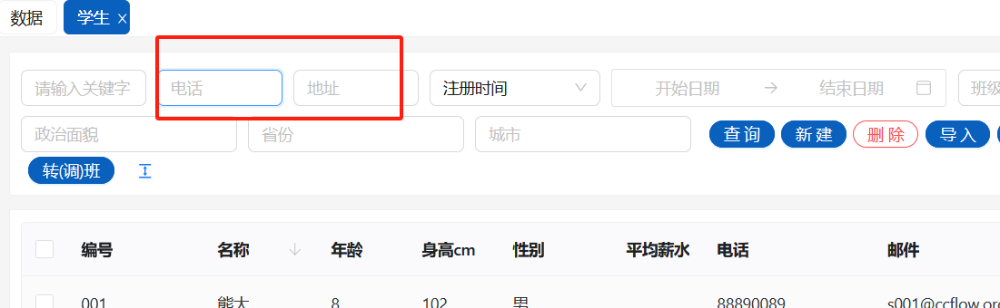 数据 学生 x
请输入关键字 电话 地址 注册时间 开始日期 → 结束日期 班级
政治面貌 省份 城市 查询 新建 删除 导入
转(调)班
编号 名称 ↓ 年龄 身高cm 性别 平均薪水 电话 邮件
001 熊大 8 102 男 88890089 s001@ccflow.org